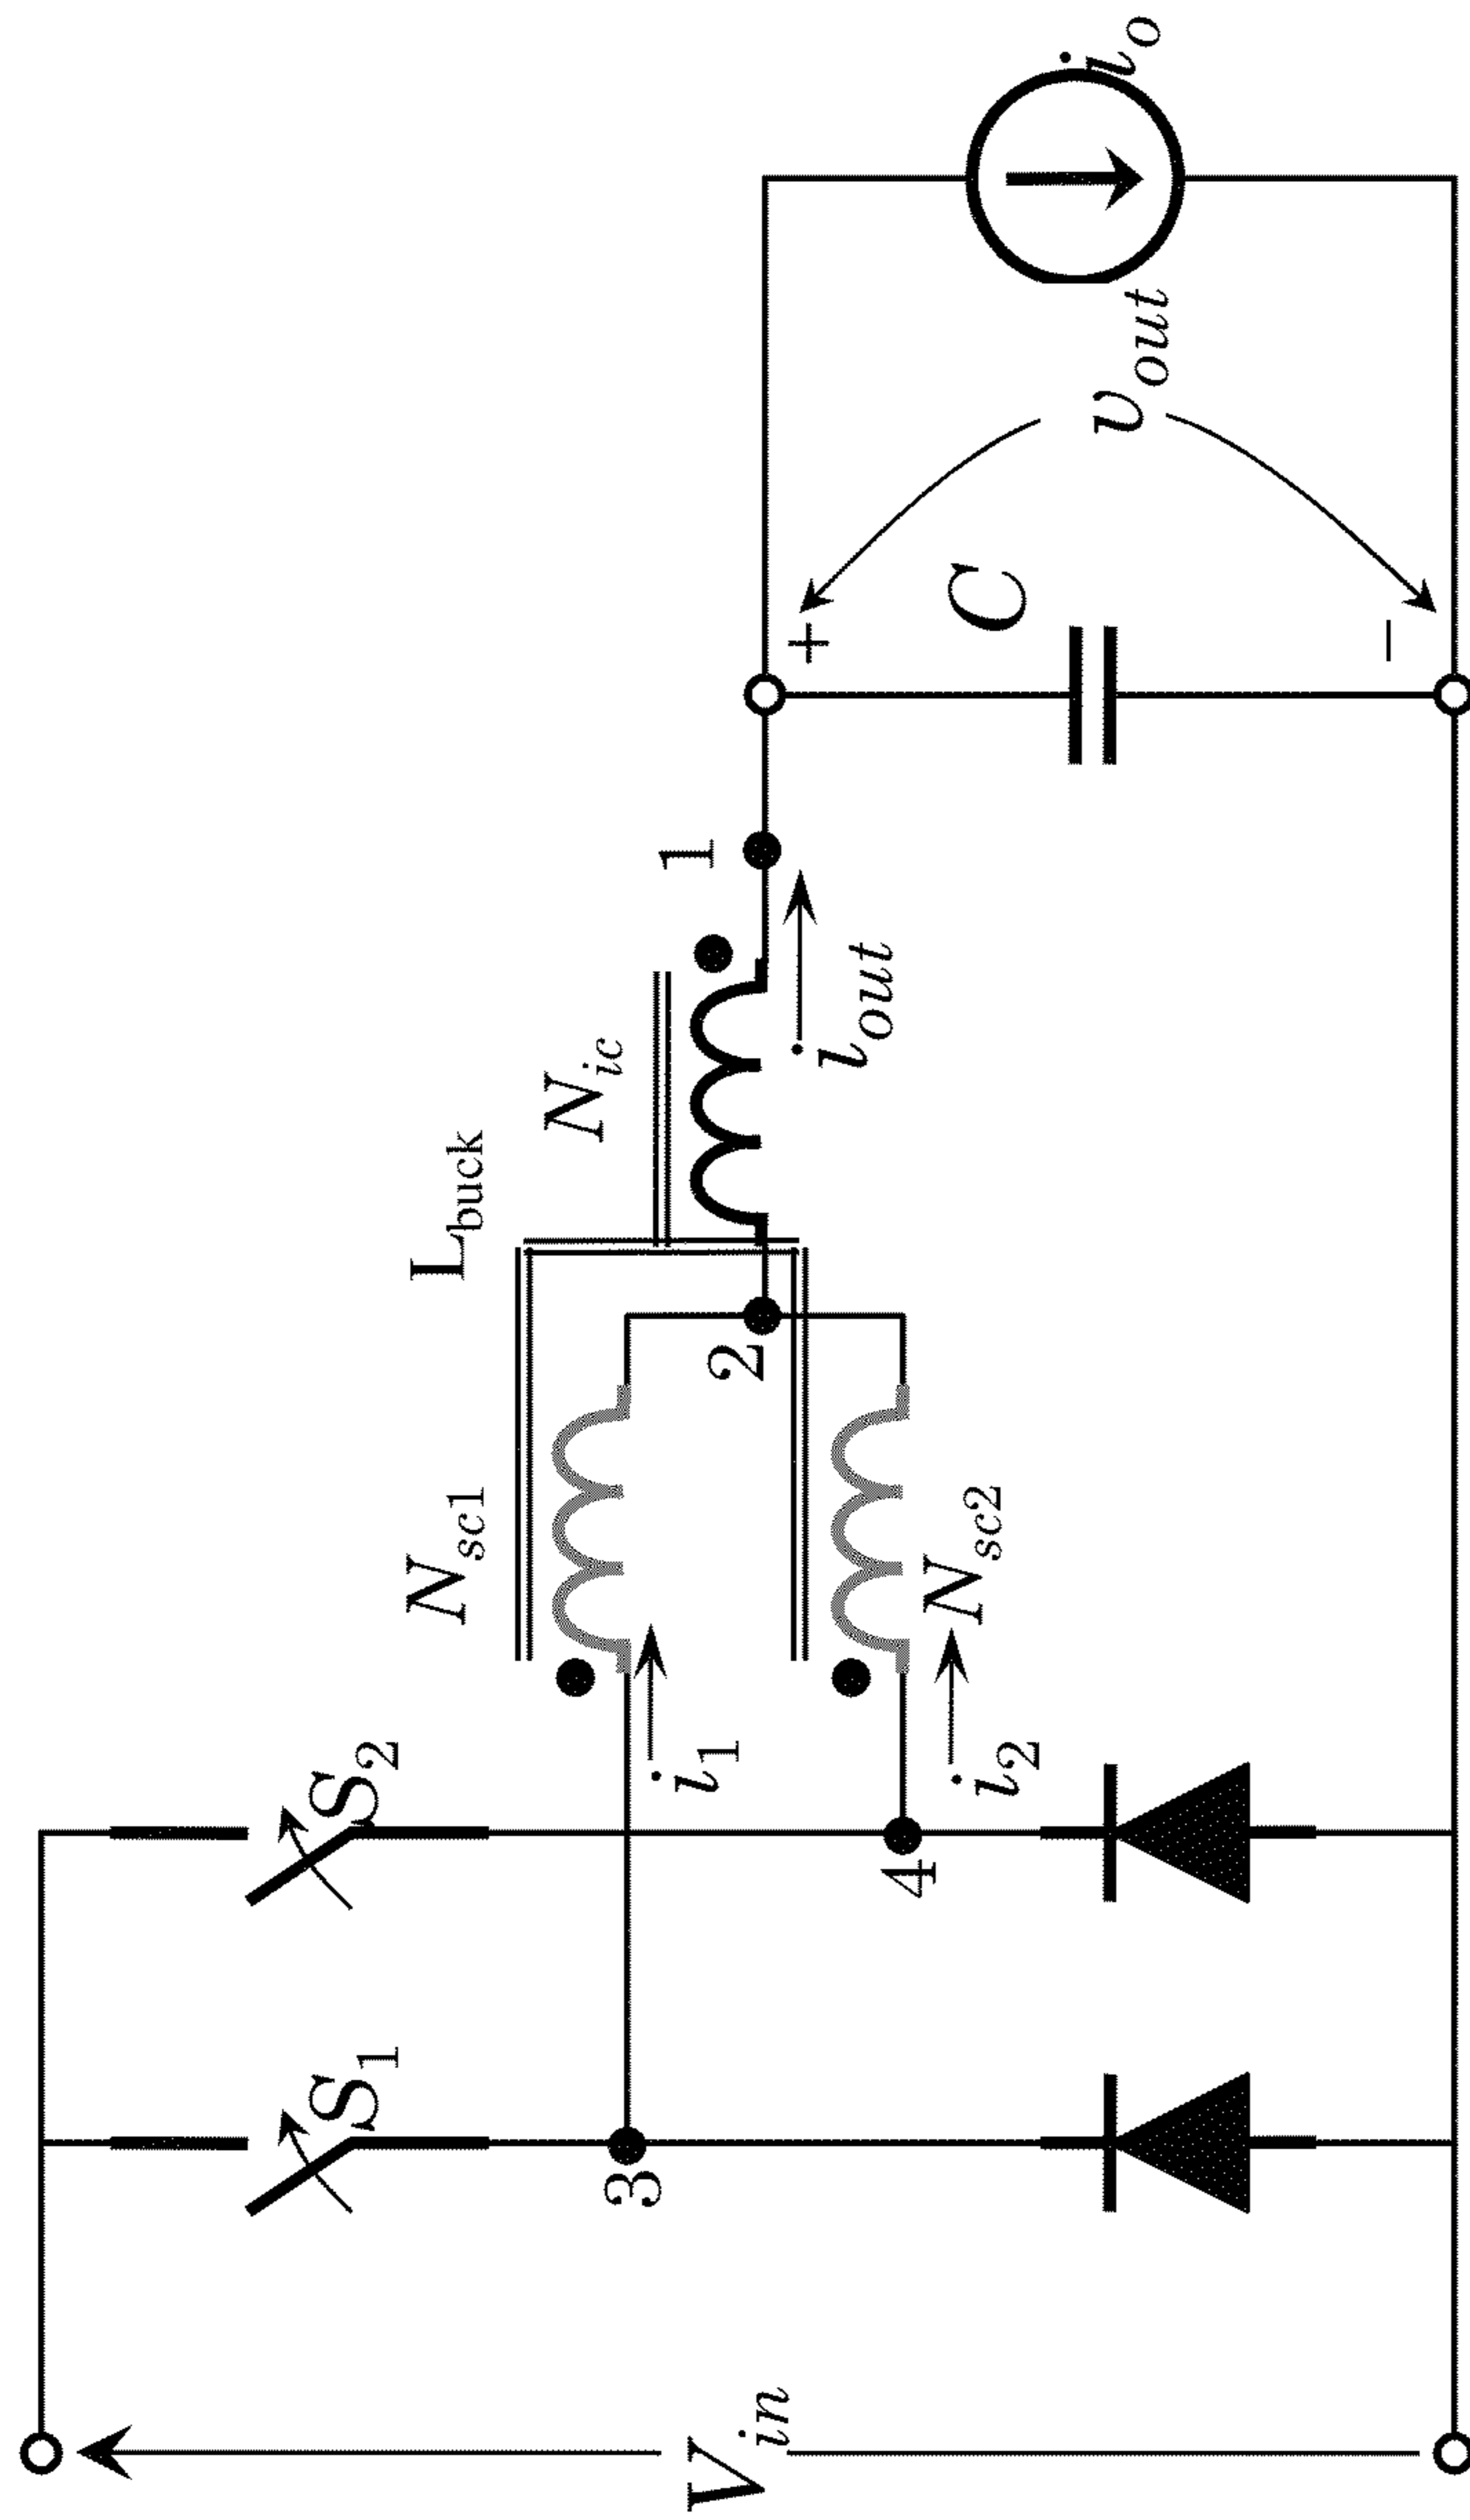 V_in
S_1
S_2
3
4
i_1
i_2
N_sc1
N_sc2
2
L_buck
N_ic
i_out
1
+
C
−
v_out
i_o